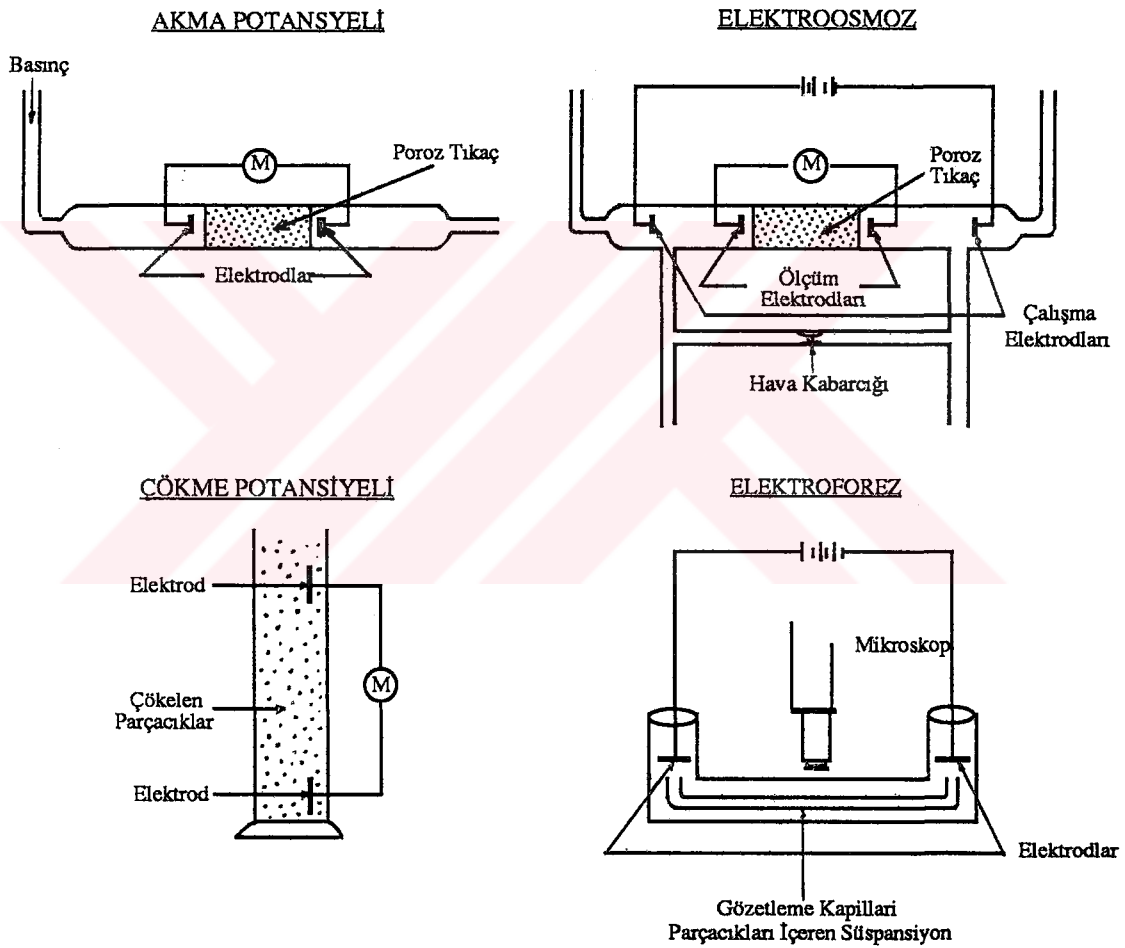 AKMA POTANSYELİ
Basınç
M
Poroz Tıkaç
Elektrodlar
ELEKTROOSMOZ
M
Poroz
Tıkaç
Ölçüm
Elektrodları
Çalışma
Elektrodları
Hava Kabarcığı
ÇÖKME POTANSİYELİ
Elektrod
M
Çökelen
Parçacıklar
Elektrod
ELEKTROFOREZ
Mikroskop
Elektrodlar
Gözetleme Kapillari
Parçacıkları İçeren Süspansiyon